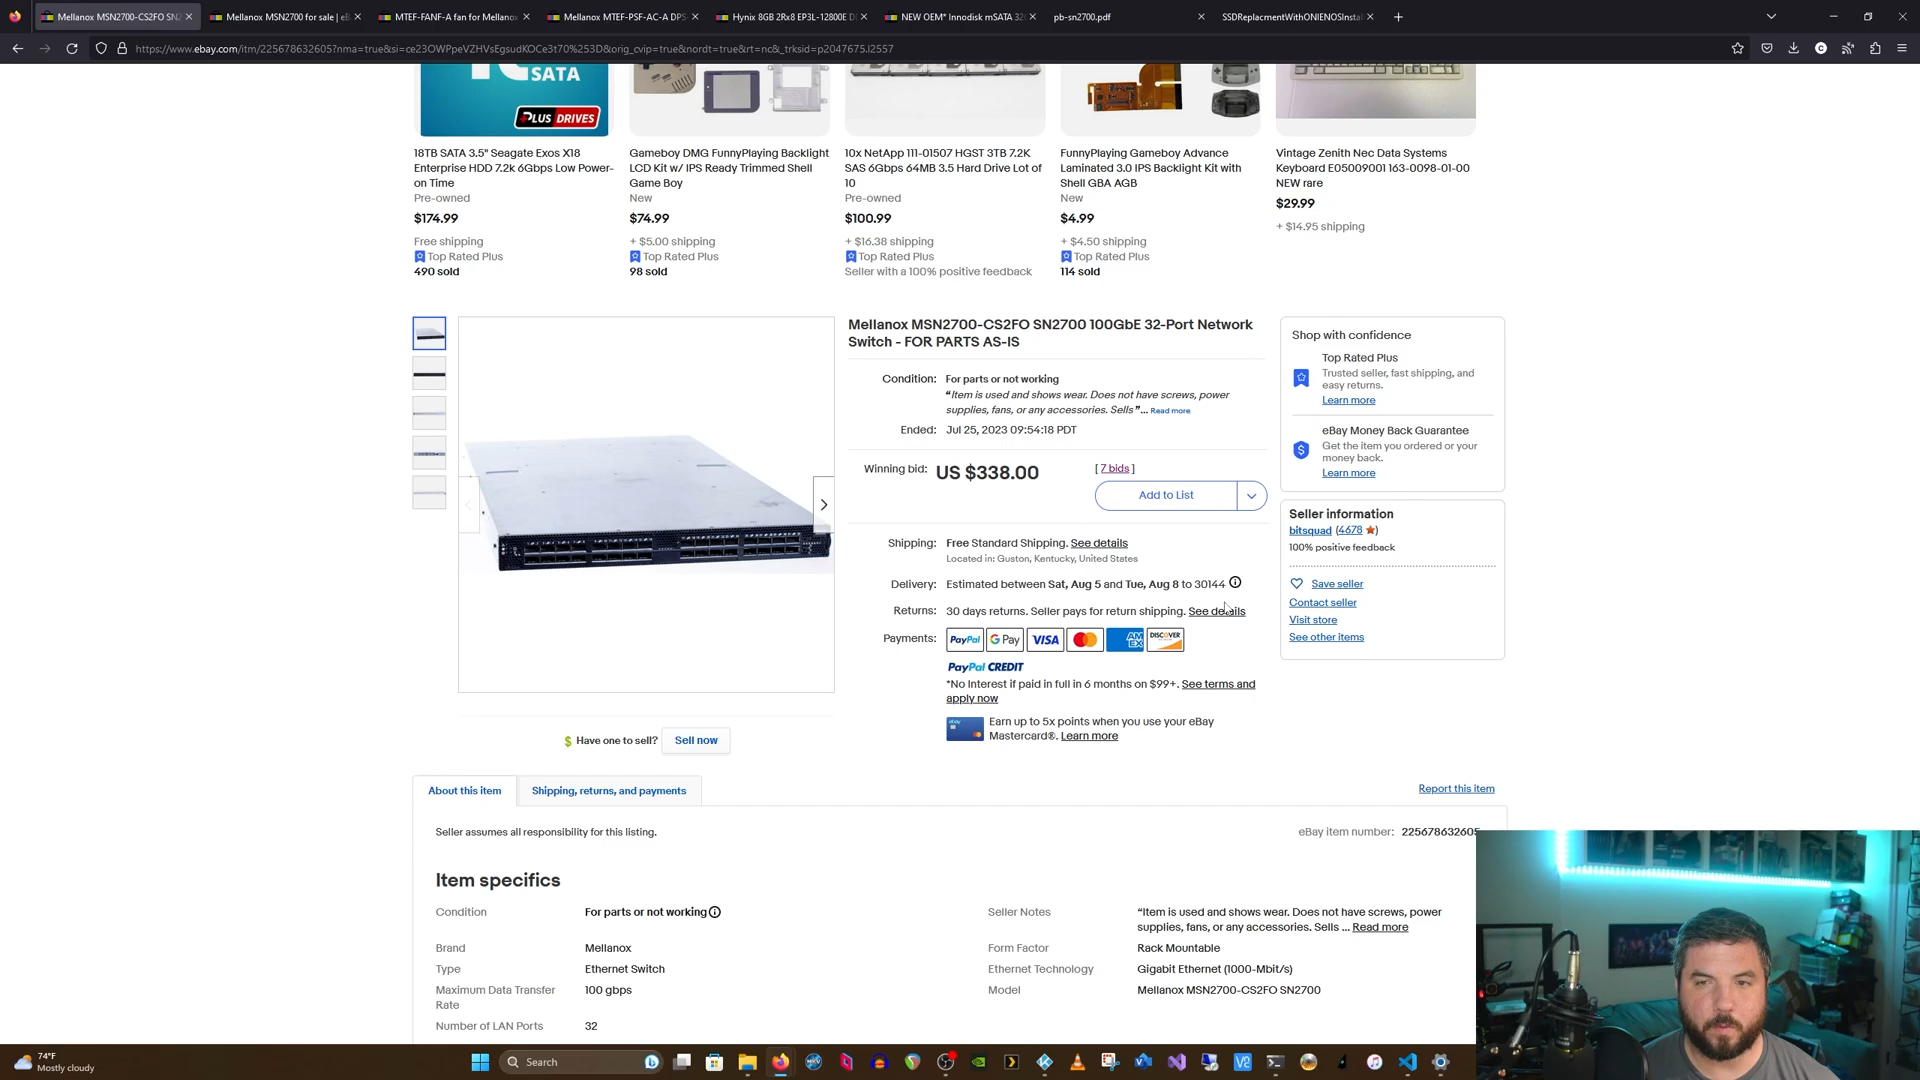 Mellanox MSN2700-CS2FO SN2
Mellanox MSN2700 for sale | eB
MTEF-FANF-A fan for Mellano
Mellanox MTEF-PSF-AC-A DPS
Hynix 8GB 2Rx8 EP3L-12800E D
NEW OEM* Innodisk mSATA 32
pb-sn2700.pdf
SSDReplacmentWithONIENOSInstal
https://www.ebay.com/itm/225678632605?nma=true&si=ce23OWPpeVZHVsEgsudKOCe3t70%253D&orig_cvip=true&nordt=true&rt=nc&_trksid=p2047675.l2557
SATA
PLUS DRIVES
18TB SATA 3.5" Seagate Exos X18
Enterprise HDD 7.2k 6Gbps Low Power-
on Time
Pre-owned
$174.99
Free shipping
Top Rated Plus
490 sold
Gameboy DMG FunnyPlaying Backlight
LCD Kit w/ IPS Ready Trimmed Shell
Game Boy
New
$74.99
+ $5.00 shipping
Top Rated Plus
98 sold
10x NetApp 111-01507 HGST 3TB 7.2K
SAS 6Gbps 64MB 3.5 Hard Drive Lot of
10
Pre-owned
$100.99
+ $16.38 shipping
Top Rated Plus
Seller with a 100% positive feedback
FunnyPlaying Gameboy Advance
Laminated 3.0 IPS Backlight Kit with
Shell GBA AGB
New
$4.99
+ $4.50 shipping
Top Rated Plus
114 sold
Vintage Zenith Nec Data Systems
Keyboard E05009001 163-0098-01-00
NEW rare
$29.99
+ $14.95 shipping
Mellanox MSN2700-CS2FO SN2700 100GbE 32-Port Network
Switch - FOR PARTS AS-IS
Condition: For parts or not working
“Item is used and shows wear. Does not have screws, power
supplies, fans, or any accessories. Sells”... Read more
Ended: Jul 25, 2023 09:54:18 PDT
Winning bid: US $338.00 [ 7 bids ]
Add to List
Shipping: Free Standard Shipping. See details
Located in: Guston, Kentucky, United States
Delivery: Estimated between Sat, Aug 5 and Tue, Aug 8 to 30144
Returns: 30 days returns. Seller pays for return shipping. See details
Payments: PayPal G Pay VISA AM EX DISCOVER
PayPal CREDIT
*No Interest if paid in full in 6 months on $99+. See terms and
apply now
Earn up to 5x points when you use your eBay
Mastercard®. Learn more
Shop with confidence
Top Rated Plus
Trusted seller, fast shipping, and
easy returns.
Learn more
eBay Money Back Guarantee
Get the item you ordered or your
money back.
Learn more
Seller information
bitsquad (4678)
100% positive feedback
Save seller
Contact seller
Visit store
See other items
Have one to sell? Sell now
About this item
Shipping, returns, and payments
Report this item
Seller assumes all responsibility for this listing.
eBay item number: 225678632605
Item specifics
Condition For parts or not working
Seller Notes “Item is used and shows wear. Does not have screws, power
supplies, fans, or any accessories. Sells ... Read more
Brand Mellanox
Form Factor Rack Mountable
Type Ethernet Switch
Ethernet Technology Gigabit Ethernet (1000-Mbit/s)
Maximum Data Transfer
Rate
100 gbps
Model Mellanox MSN2700-CS2FO SN2700
Number of LAN Ports 32
74°F
Mostly cloudy
Search